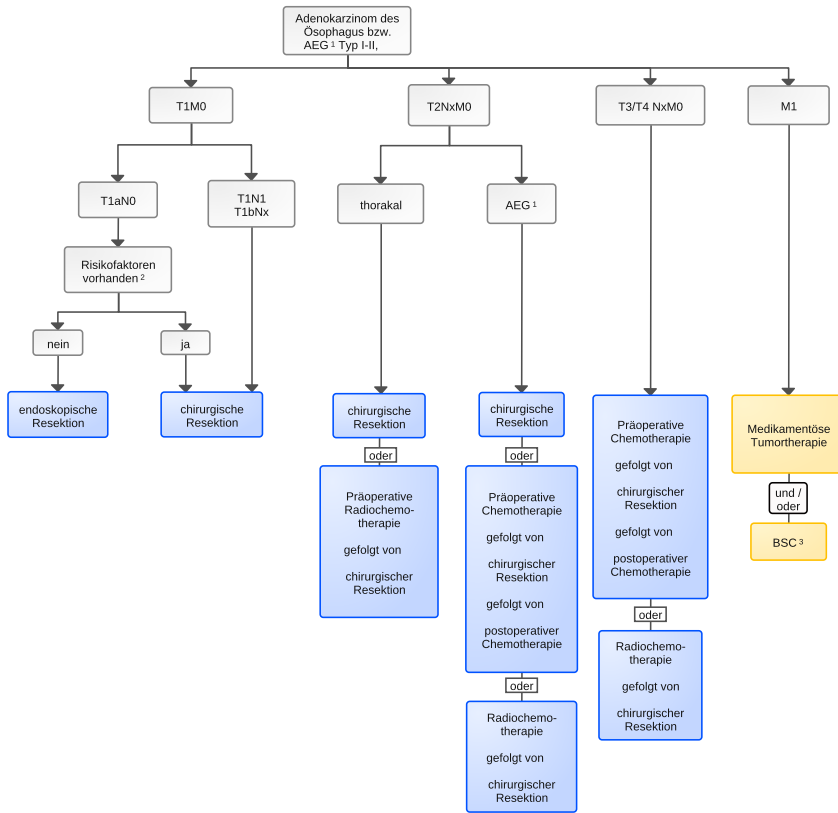 Adenokarzinom des
Ösophagus bzw.
AEG ¹ Typ I-II,
T1M0
T2NxM0
T3/T4 NxM0
M1
T1aN0
T1N1
T1bNx
thorakal
AEG ¹
Risikofaktoren
vorhanden ²
nein
ja
endoskopische
Resektion
chirurgische
Resektion
chirurgische
Resektion
oder
Präoperative
Radiochemo-
therapie
gefolgt von
chirurgischer
Resektion
chirurgische
Resektion
oder
Präoperative
Chemotherapie
gefolgt von
chirurgischer
Resektion
gefolgt von
postoperativer
Chemotherapie
oder
Radiochemo-
therapie
gefolgt von
chirurgischer
Resektion
Präoperative
Chemotherapie
gefolgt von
chirurgischer
Resektion
gefolgt von
postoperativer
Chemotherapie
oder
Radiochemo-
therapie
gefolgt von
chirurgischer
Resektion
Medikamentöse
Tumortherapie
und /
oder
BSC ³